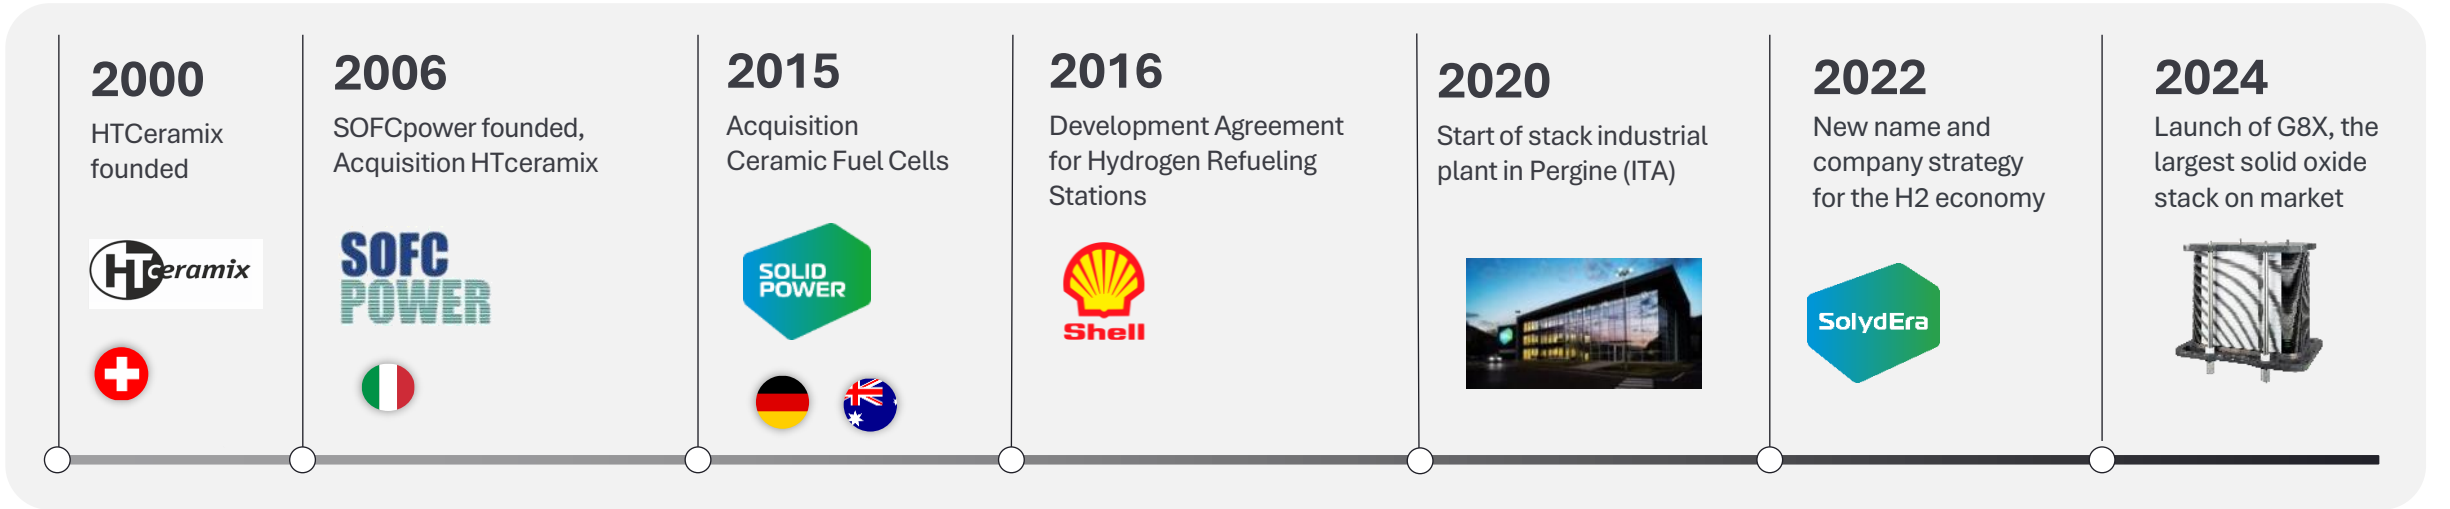 2000
HTCeramix
founded
HTceramix
2006
SOFCpower founded,
Acquisition HTceramix
SOFC
POWER
2015
Acquisition
Ceramic Fuel Cells
SOLID
POWER
2016
Development Agreement
for Hydrogen Refueling
Stations
Shell
2020
Start of stack industrial
plant in Pergine (ITA)
2022
New name and
company strategy
for the H2 economy
SolydEra
2024
Launch of G8X, the
largest solid oxide
stack on market